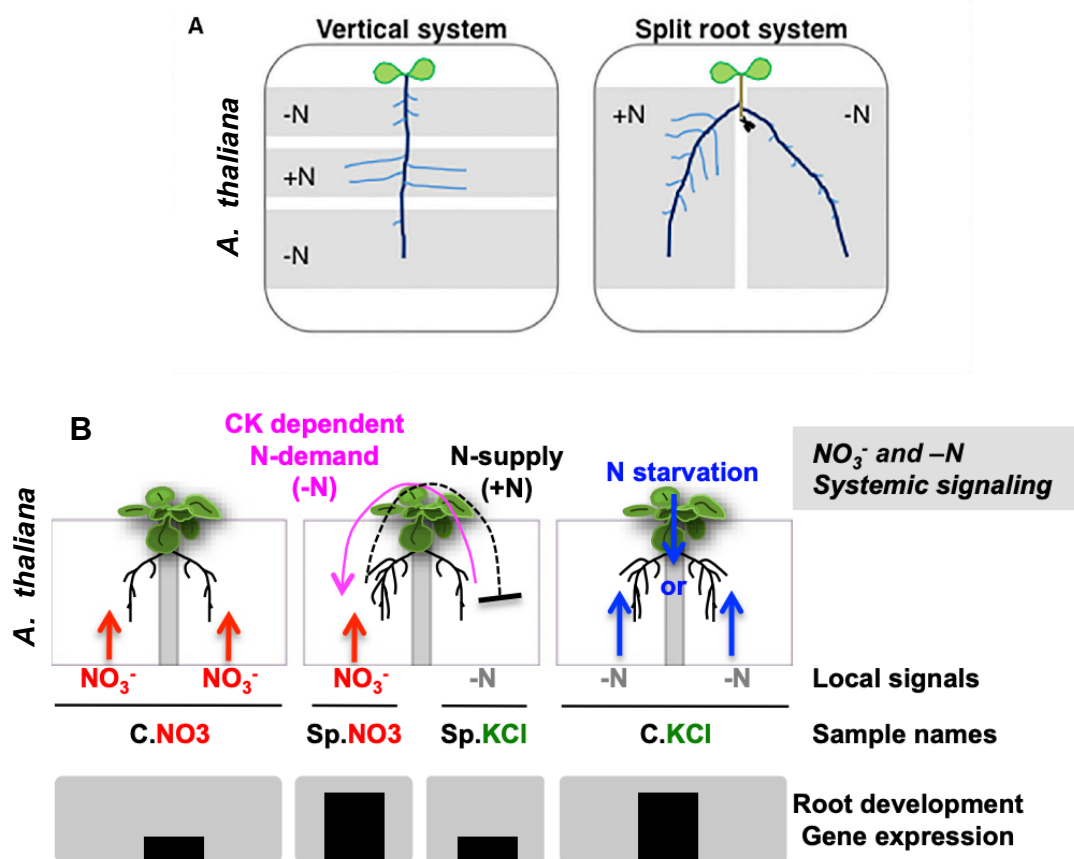 A
Vertical system
Split root system
A. thaliana
-N
+N
-N
+N
-N
B
CK dependent
N-demand
(-N)
N-supply
(+N)
N starvation
NO₃⁻ and –N
Systemic signaling
A. thaliana
or
NO₃⁻
NO₃⁻
NO₃⁻
-N
-N
-N
Local signals
C.NO3
Sp.NO3
Sp.KCl
C.KCl
Sample names
Root development
Gene expression